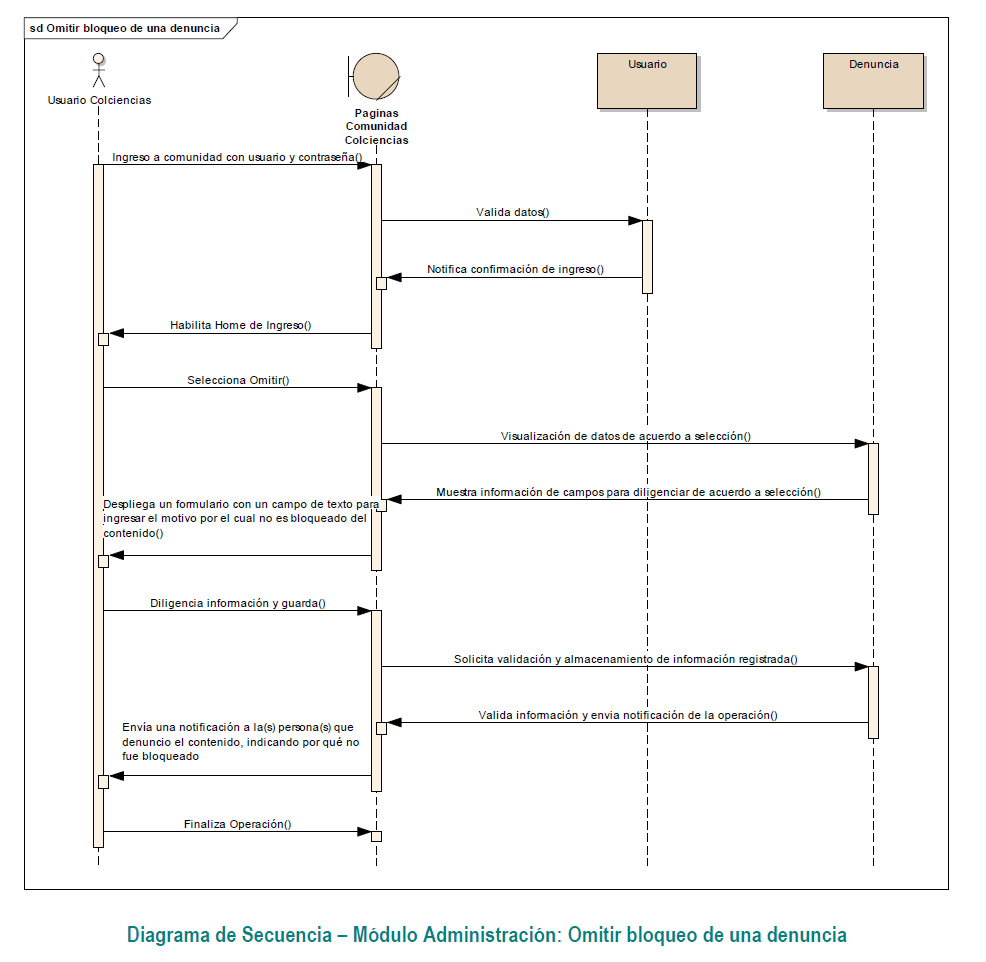 sd Omitir bloqueo de una denuncia
Usuario Colciencias
Paginas
Comunidad
Colciencias
Usuario
Denuncia
Ingreso a comunidad con usuario y contraseña()
Valida datos()
Notifica confirmación de ingreso()
Habilita Home de Ingreso()
Selecciona Omitir()
Visualización de datos de acuerdo a selección()
Muestra información de campos para diligenciar de acuerdo a selección()
Despliega un formulario con un campo de texto para
ingresar el motivo por el cual no es bloqueado del
contenido()
Diligencia información y guarda()
Solicita validación y almacenamiento de información registrada()
Valida información y envia notificación de la operación()
Envía una notificación a la(s) persona(s) que
denuncio el contenido, indicando por qué no
fue bloqueado
Finaliza Operación()
Diagrama de Secuencia – Módulo Administración: Omitir bloqueo de una denuncia